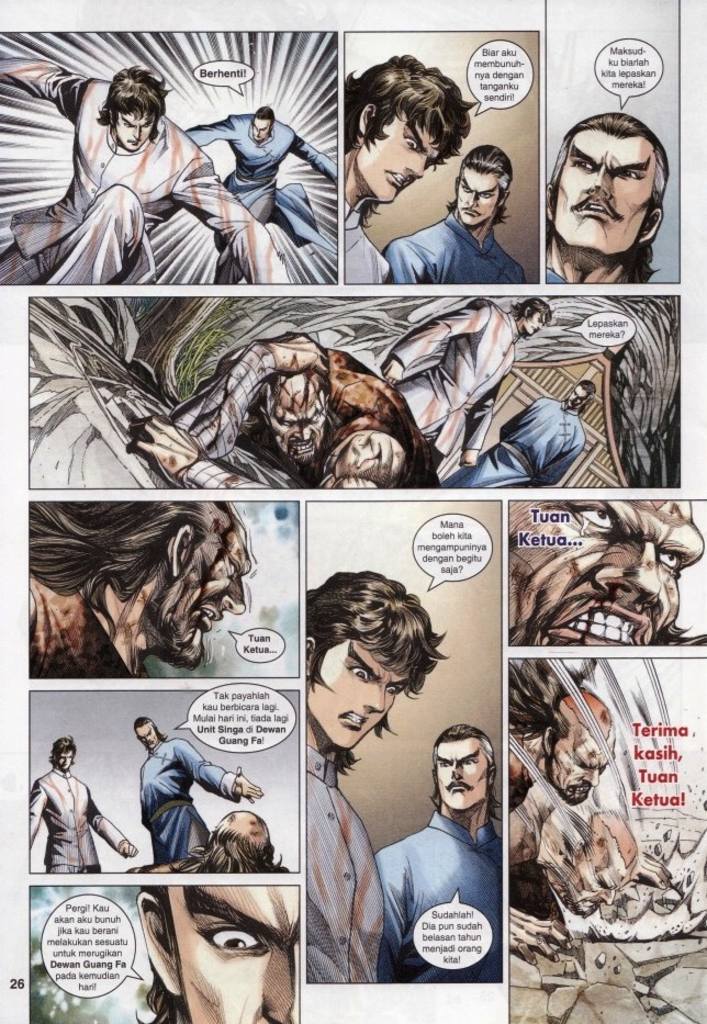 Berhenti!
Biar aku
membunuh-
nya dengan
tanganku
sendiri!
Maksud-
ku biarlah
kita lepaskan
mereka!
Lepaskan
mereka?
Tuan
Ketua...
Tak payahlah
kau berbicara lagi.
Mulai hari ini, tiada lagi
Unit Singa di Dewan
Guang Fa!
Pergi! Kau
akan aku bunuh
jika kau berani
melakukan sesuatu
untuk merugikan
Dewan Guang Fa
pada kemudian
hari!
Mana
boleh kita
mengampuninya
dengan begitu
saja?
Sudahlah!
Dia pun sudah
belasan tahun
menjadi orang
kita!
Tuan
Ketua...
Terima
kasih,
Tuan
Ketua!
26